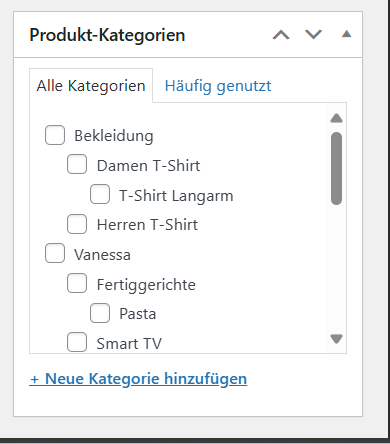 Produkt-Kategorien
Alle Kategorien Häufig genutzt
Bekleidung
Damen T-Shirt
T-Shirt Langarm
Herren T-Shirt
Vanessa
Fertiggerichte
Pasta
Smart TV
+ Neue Kategorie hinzufügen